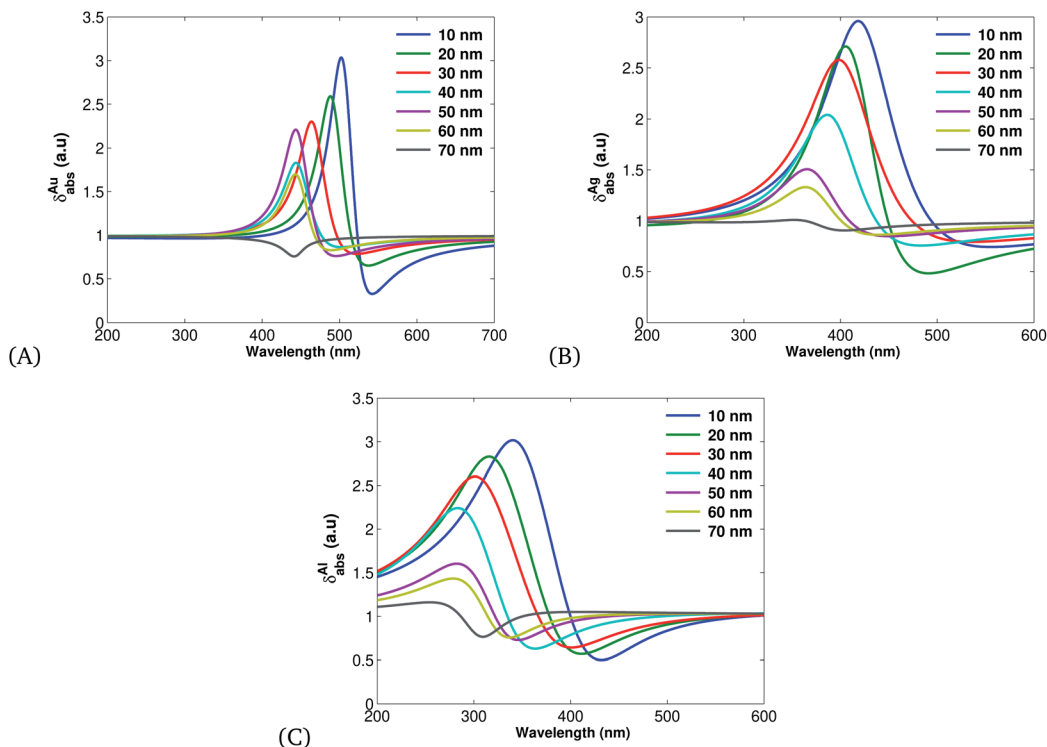 3.5
3
2.5
2
1.5
1
0.5
0
δ^Au_abs (a.u)
200 300 400 500 600 700
Wavelength (nm)
10 nm
20 nm
30 nm
40 nm
50 nm
60 nm
70 nm
(A)
3
2.5
2
1.5
1
0.5
0
δ^Ag_abs (a.u)
200 300 400 500 600
Wavelength (nm)
10 nm
20 nm
30 nm
40 nm
50 nm
60 nm
70 nm
(B)
3.5
3
2.5
2
1.5
1
0.5
0
δ^Al_abs (a.u)
200 300 400 500 600
Wavelength (nm)
10 nm
20 nm
30 nm
40 nm
50 nm
60 nm
70 nm
(C)